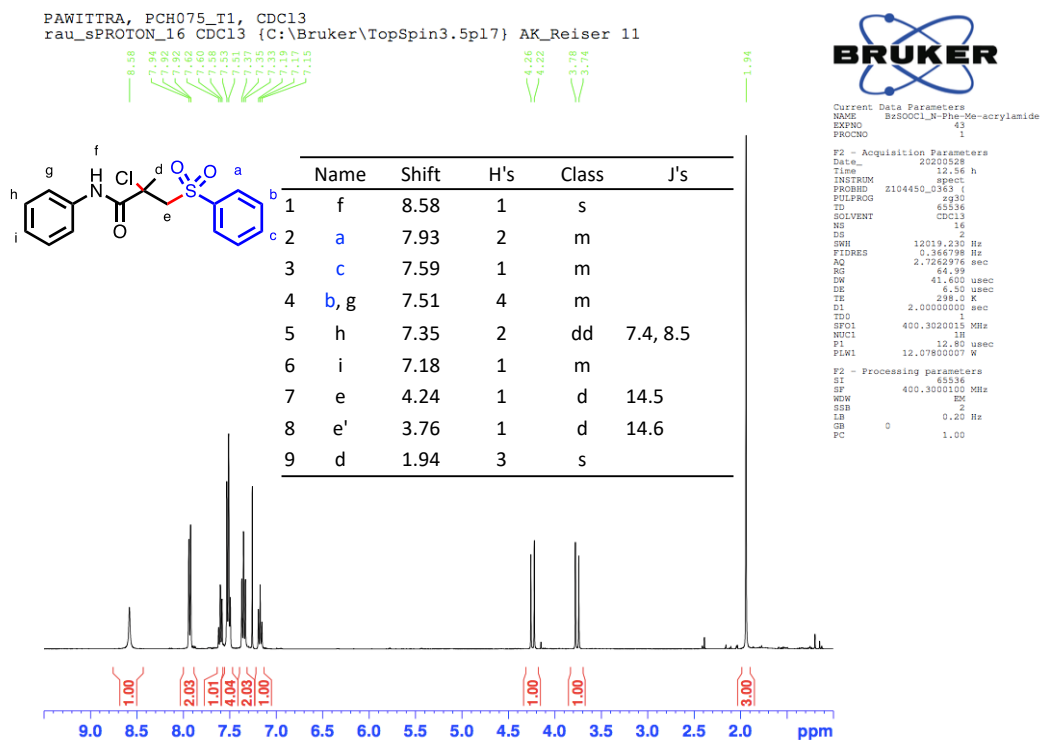 PAWITTRA, PCH075_T1, CDCl3
rau_sPROTON_16 CDCl3 {C:\Bruker\TopSpin3.5pl7} AK_Reiser 11
8.58
7.94
7.92
7.92
7.62
7.60
7.58
7.53
7.51
7.37
7.35
7.33
7.19
7.17
7.15
4.26
4.22
3.78
3.74
1.94
BRUKER
Current Data Parameters
NAME BzSOOCl_N-Phe-Me-acrylamide
EXPNO 43
PROCNO 1
F2 - Acquisition Parameters
Date_ 20200528
Time 12.56 h
INSTRUM spect
PROBHD Z104450_0363 (
PULPROG zg30
TD 65536
SOLVENT CDCl3
NS 16
DS 2
SWH 12019.230 Hz
FIDRES 0.366798 Hz
AQ 2.7262976 sec
RG 64.99
DW 41.600 usec
DE 6.50 usec
TE 298.0 K
D1 2.00000000 sec
TD0 1
SFO1 400.3020015 MHz
NUC1 1H
P1 12.80 usec
PLW1 12.07800007 W
F2 - Processing parameters
SI 65536
SF 400.3000100 MHz
WDW EM
SSB 2
LB 0.20 Hz
GB 0
PC 1.00
f
g
h
i
H
N
Cl
d
O
e
O O
S
a
b
c
Name Shift H's Class J's
1 f 8.58 1 s
2 a 7.93 2 m
3 c 7.59 1 m
4 b, g 7.51 4 m
5 h 7.35 2 dd 7.4, 8.5
6 i 7.18 1 m
7 e 4.24 1 d 14.5
8 e' 3.76 1 d 14.6
9 d 1.94 3 s
1.00
2.03
1.01
4.04
2.03
1.00
1.00
1.00
3.00
9.0 8.5 8.0 7.5 7.0 6.5 6.0 5.5 5.0 4.5 4.0 3.5 3.0 2.5 2.0 ppm